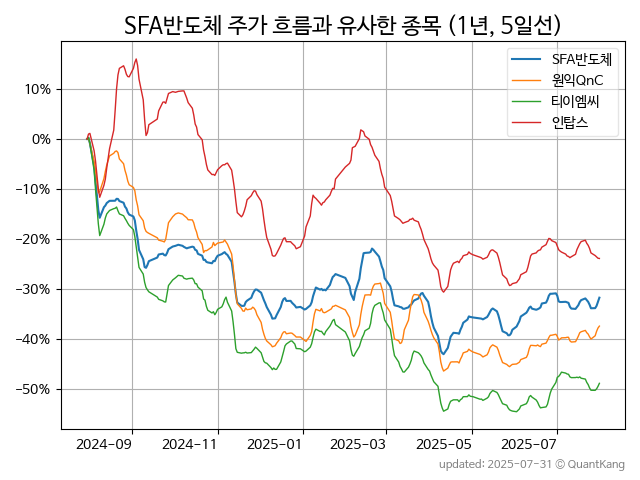 SFA반도체 주가 흐름과 유사한 종목 (1년, 5일선)
SFA반도체
원익QnC
티이엠씨
인탑스
10%
0%
−10%
−20%
−30%
−40%
−50%
2024-09
2024-11
2025-01
2025-03
2025-05
2025-07
updated: 2025-07-31 © QuantKang